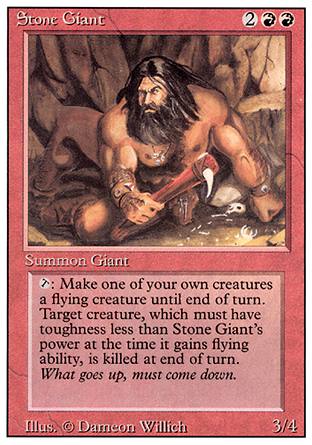 Stone Giant 2
Summon Giant
: Make one of your own creatures
a flying creature until end of turn.
Target creature, which must have
toughness less than Stone Giant's
power at the time it gains flying
ability, is killed at end of turn.
What goes up, must come down.
Illus. © Dameon Willich 3/4